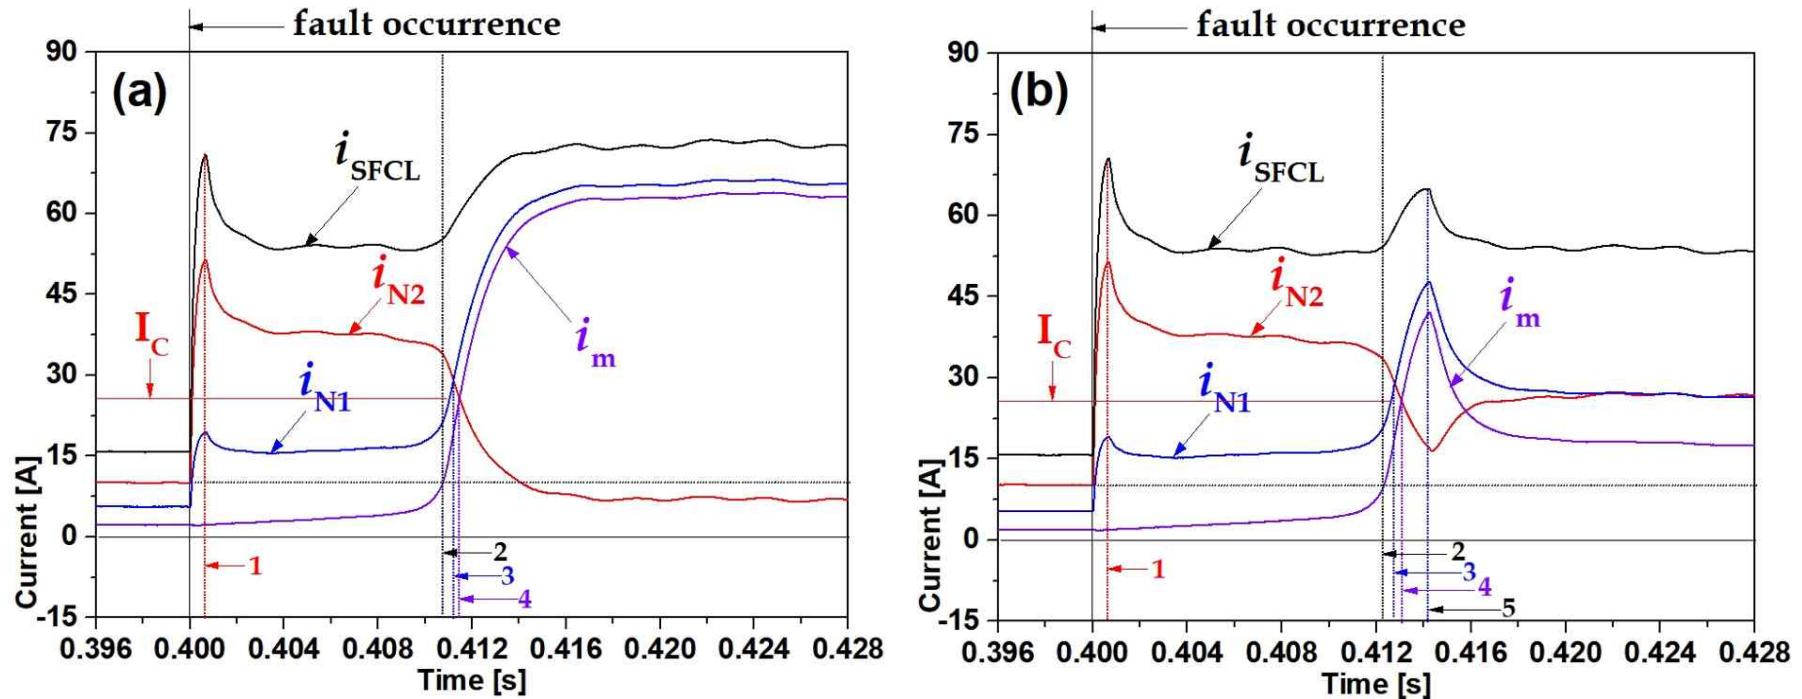 fault occurrence
(a)
90
75
60
45
30
15
0
-15
Current [A]
i SFCL
i N2
I C
i N1
i m
1
2
3
4
0.396 0.400 0.404 0.408 0.412 0.416 0.420 0.424 0.428
Time [s]
fault occurrence
(b)
90
75
60
45
30
15
0
-15
Current [A]
i SFCL
i N2
i m
I C
i N1
1
2
3
4
5
0.396 0.400 0.404 0.408 0.412 0.416 0.420 0.424 0.428
Time [s]